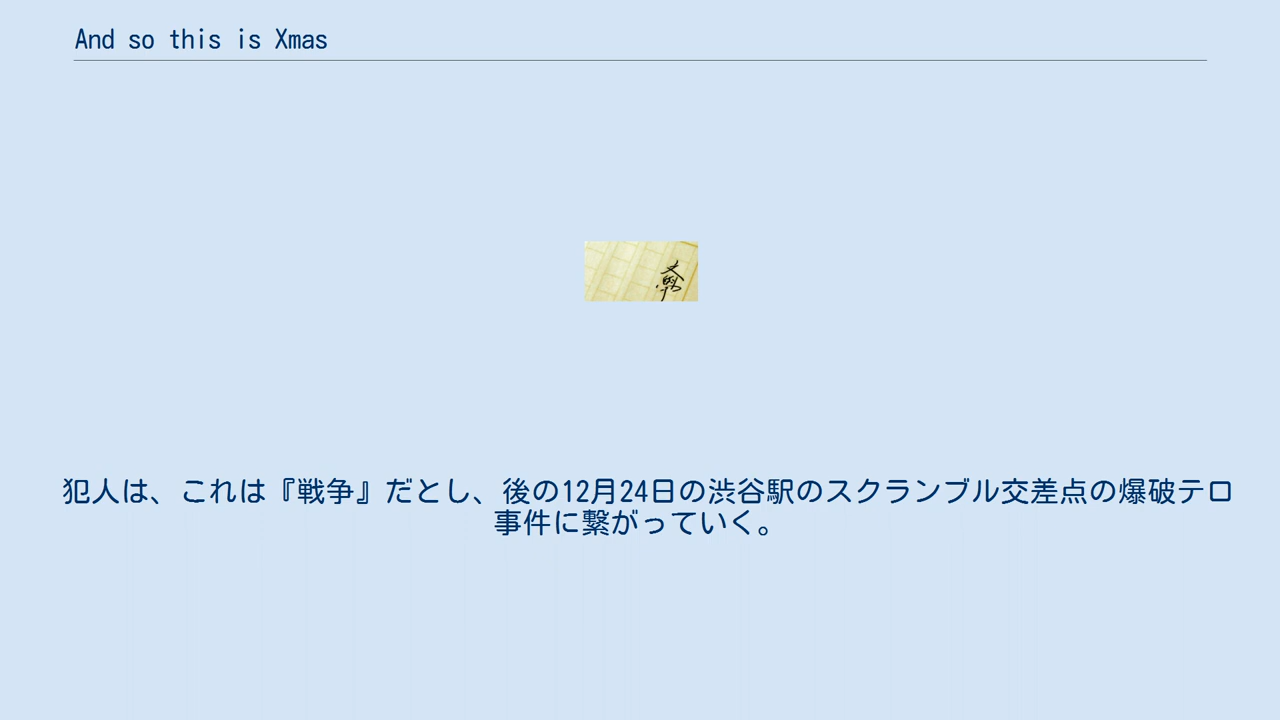 And so this is Xmas
犯人は、これは『戦争』だとし、後の12月24日の渋谷駅のスクランブル交差点の爆破テロ
事件に繋がっていく。